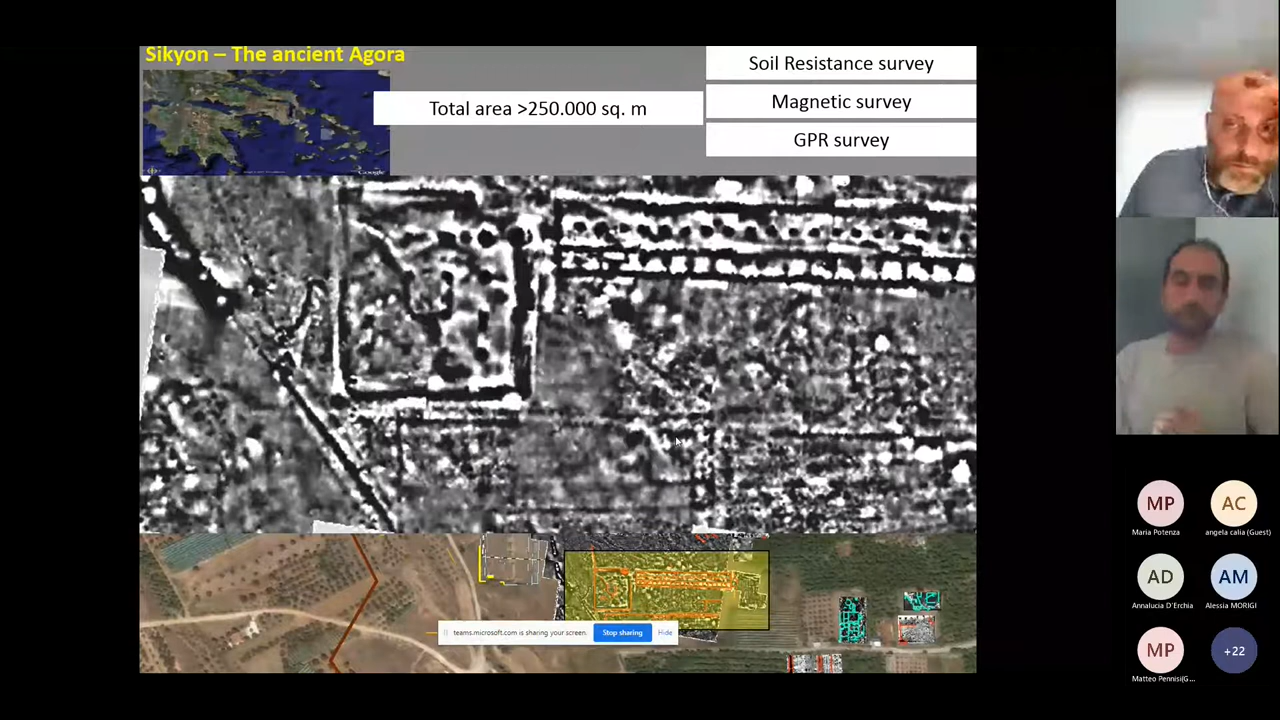 Sikyon – The ancient Agora
Total area >250.000 sq. m
Soil Resistance survey
Magnetic survey
GPR survey
Google
teams.microsoft.com is sharing your screen.
Stop sharing
Hide
MP
Maria Potenza
AC
angela calia (Guest)
AD
Annalucia D'Erchia
AM
Alessia MORIGI
MP
Matteo Pennisi(G...
+22